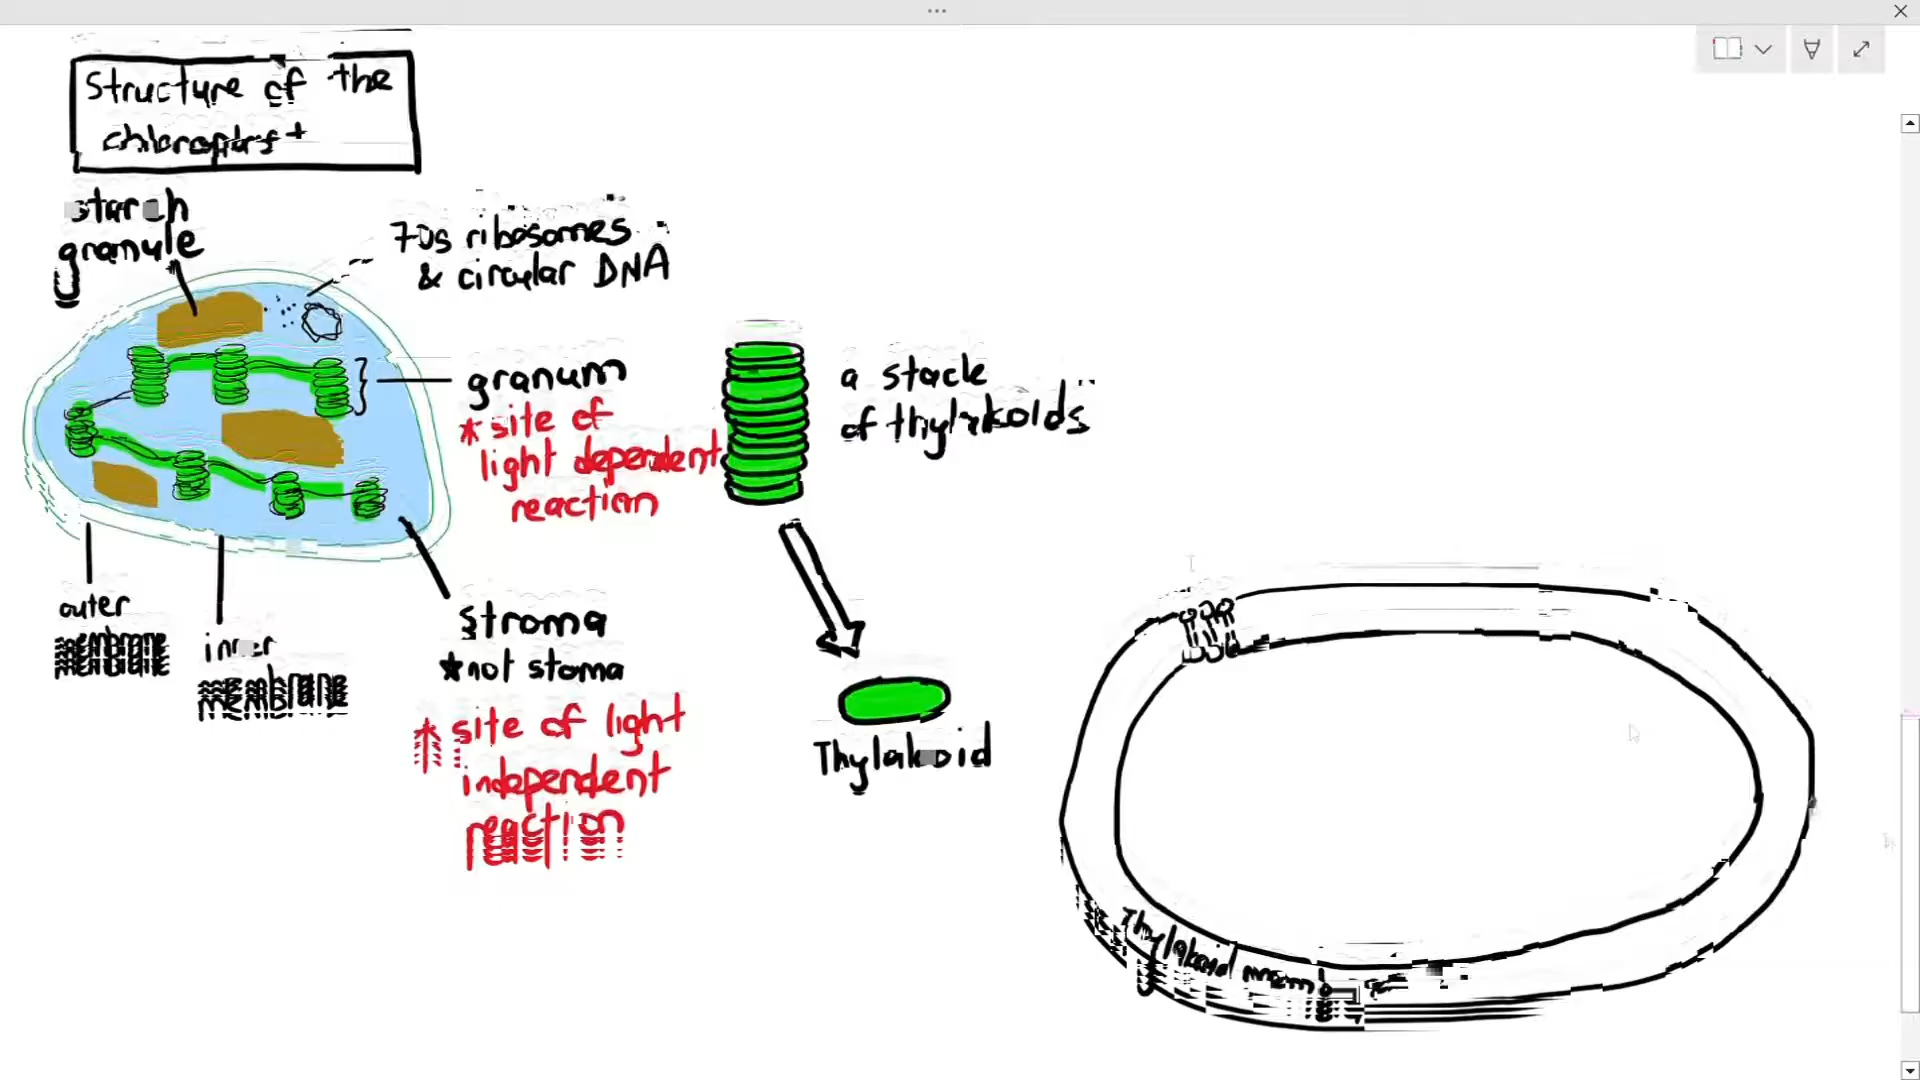 Structure of the
chloroplast
starch
granule
70s ribosomes
& circular DNA
granum
* site of
light dependent
reaction
a stack
of thylakoids
outer
membrane
inner
membrane
stroma
* not stoma
* site of light
independent
reaction
Thylakoid
Thylakoid